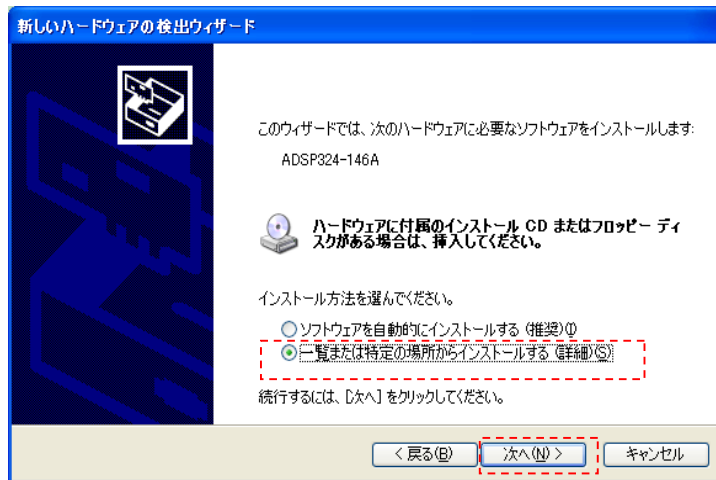 新しいハードウェアの検出ウィザード
このウィザードでは、次のハードウェアに必要なソフトウェアをインストールします:
ADSP324-146A
ハードウェアに付属のインストール CD またはフロッピー ディ
スクがある場合は、挿入してください。
インストール方法を選んでください。
ソフトウェアを自動的にインストールする (推奨)(I)
一覧または特定の場所からインストールする (詳細)(S)
続行するには、[次へ] をクリックしてください。
< 戻る(B) 次へ(N) > キャンセル